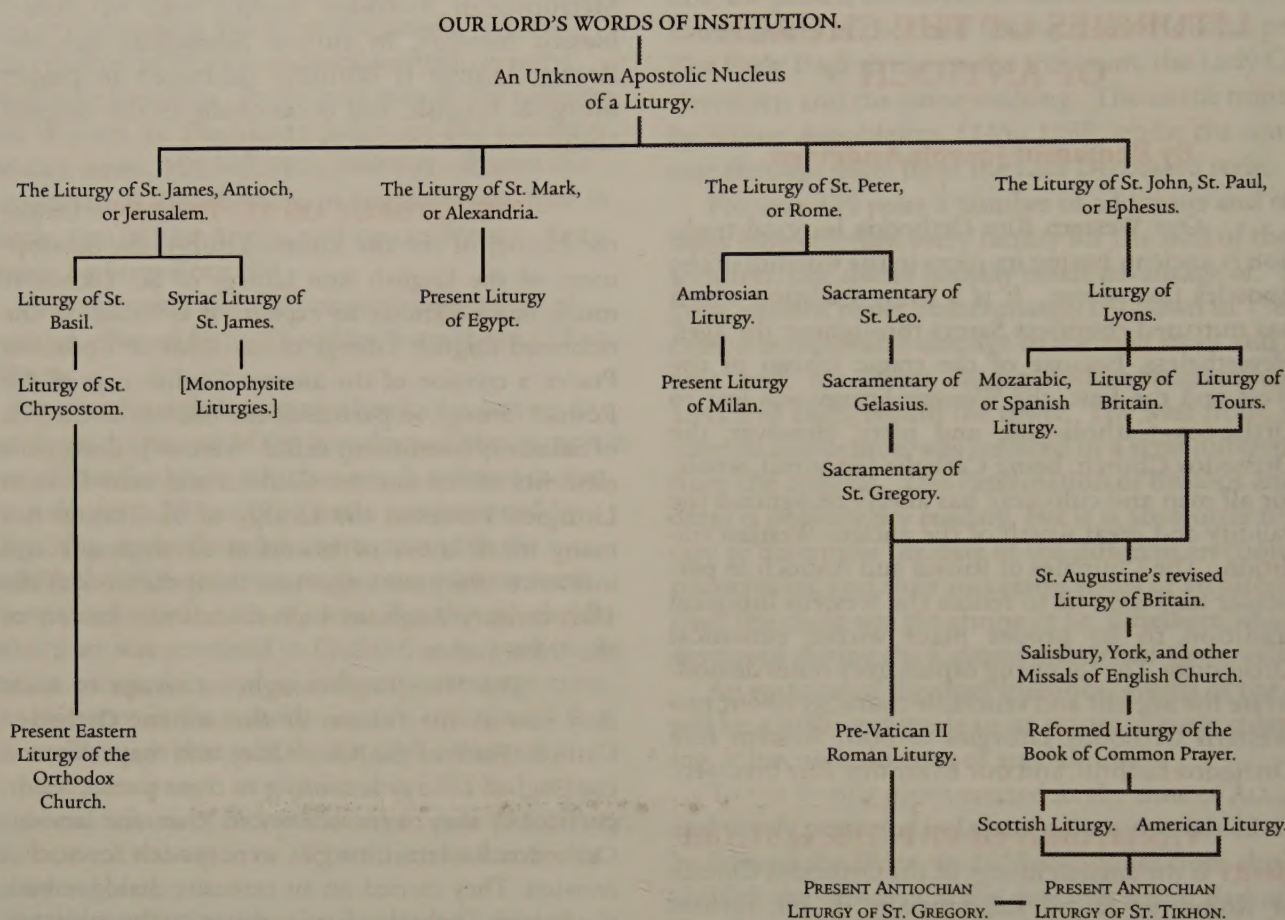 OUR LORD'S WORDS OF INSTITUTION.
An Unknown Apostolic Nucleus
of a Liturgy.
The Liturgy of St. James, Antioch,
or Jerusalem.
The Liturgy of St. Mark,
or Alexandria.
The Liturgy of St. Peter,
or Rome.
The Liturgy of St. John, St. Paul,
or Ephesus.
Liturgy of St.
Basil.
Syriac Liturgy of
St. James.
Present Liturgy
of Egypt.
Ambrosian
Liturgy.
Sacramentary of
St. Leo.
Liturgy of
Lyons.
Liturgy of St.
Chrysostom.
[Monophysite
Liturgies.]
Present Liturgy
of Milan.
Sacramentary of
Gelasius.
Mozarabic,
or Spanish
Liturgy.
Liturgy of
Britain.
Liturgy of
Tours.
Sacramentary of
St. Gregory.
St. Augustine's revised
Liturgy of Britain.
Salisbury, York, and other
Missals of English Church.
Present Eastern
Liturgy of the
Orthodox
Church.
Pre-Vatican II
Roman Liturgy.
Reformed Liturgy of the
Book of Common Prayer.
Scottish Liturgy.
American Liturgy.
PRESENT ANTIOCHIAN
LITURGY OF ST. GREGORY.
PRESENT ANTIOCHIAN
LITURGY OF ST. TIKHON.